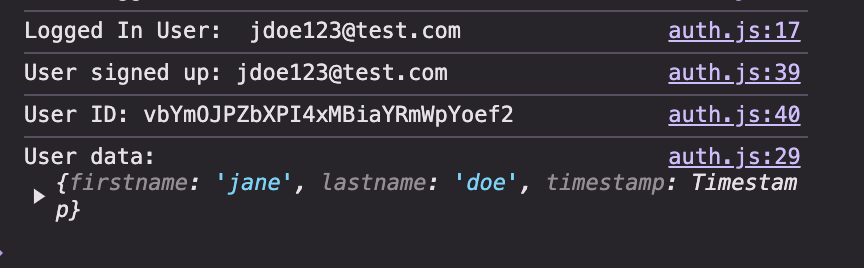 Logged In User:  jdoe123@test.com auth.js:17
User signed up: jdoe123@test.com auth.js:39
User ID: vbYmOJPZbXPI4xMBiaYRmWpYoef2 auth.js:40
User data: auth.js:29
{firstname: 'jane', lastname: 'doe', timestamp: Timestam
p}